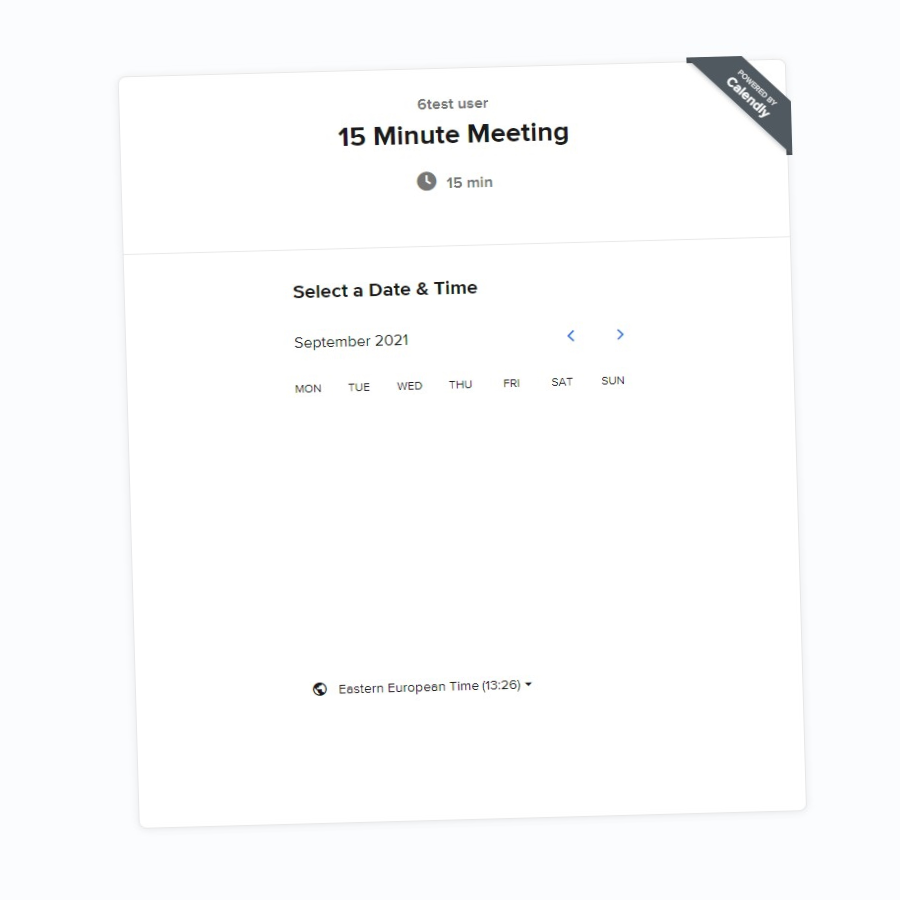 POWERED BY
Calendly
6test user
15 Minute Meeting
15 min
Select a Date & Time
September 2021
MON TUE WED THU FRI SAT SUN
Eastern European Time (13:26)